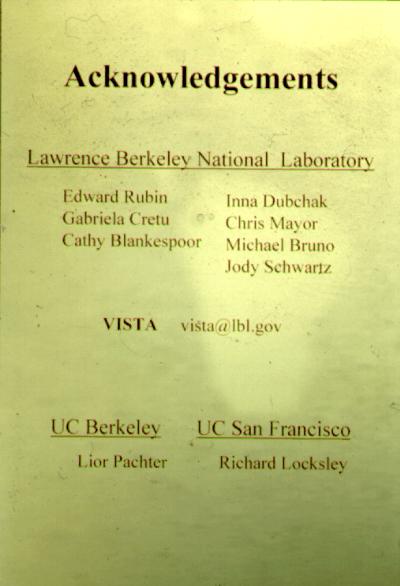 Acknowledgements
Lawrence Berkeley National Laboratory
Edward Rubin
Gabriela Cretu
Cathy Blankespoor
Inna Dubchak
Chris Mayor
Michael Bruno
Jody Schwartz
VISTA vista@lbl.gov
UC Berkeley
Lior Pachter
UC San Francisco
Richard Locksley